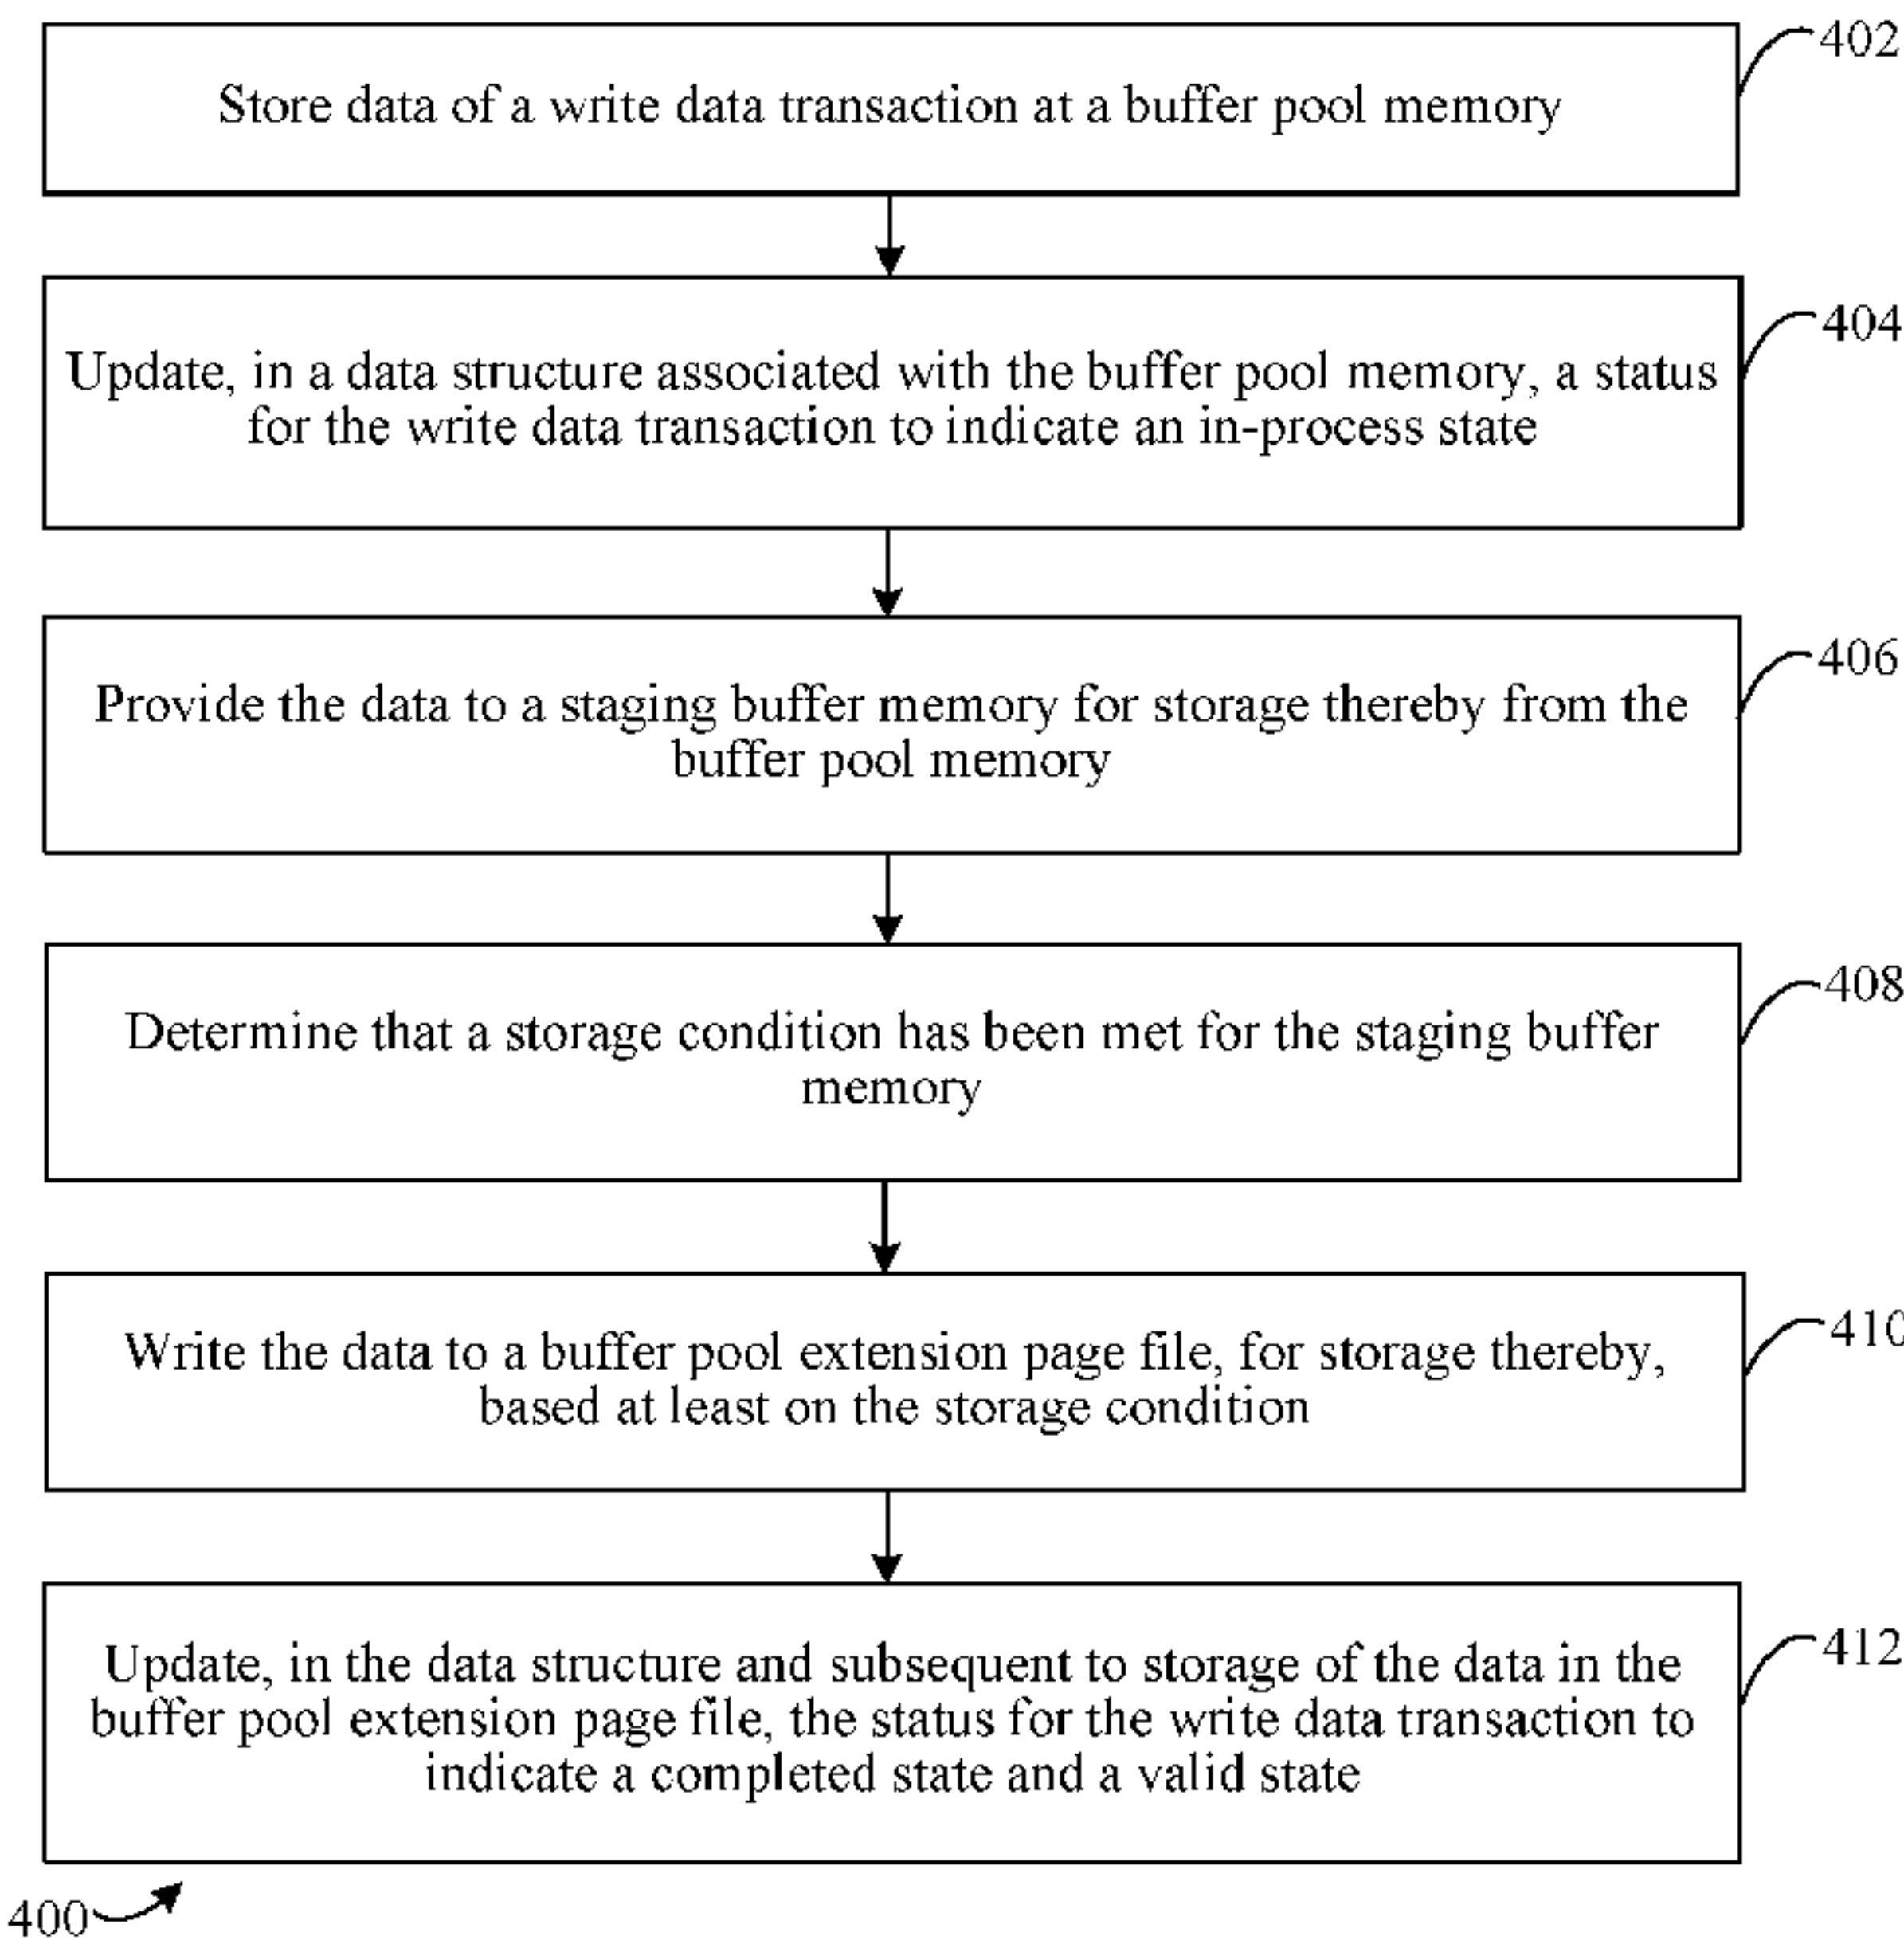 402
Store data of a write data transaction at a buffer pool memory
404
Update, in a data structure associated with the buffer pool memory, a status
for the write data transaction to indicate an in-process state
406
Provide the data to a staging buffer memory for storage thereby from the
buffer pool memory
408
Determine that a storage condition has been met for the staging buffer
memory
410
Write the data to a buffer pool extension page file, for storage thereby,
based at least on the storage condition
412
Update, in the data structure and subsequent to storage of the data in the
buffer pool extension page file, the status for the write data transaction to
indicate a completed state and a valid state
400